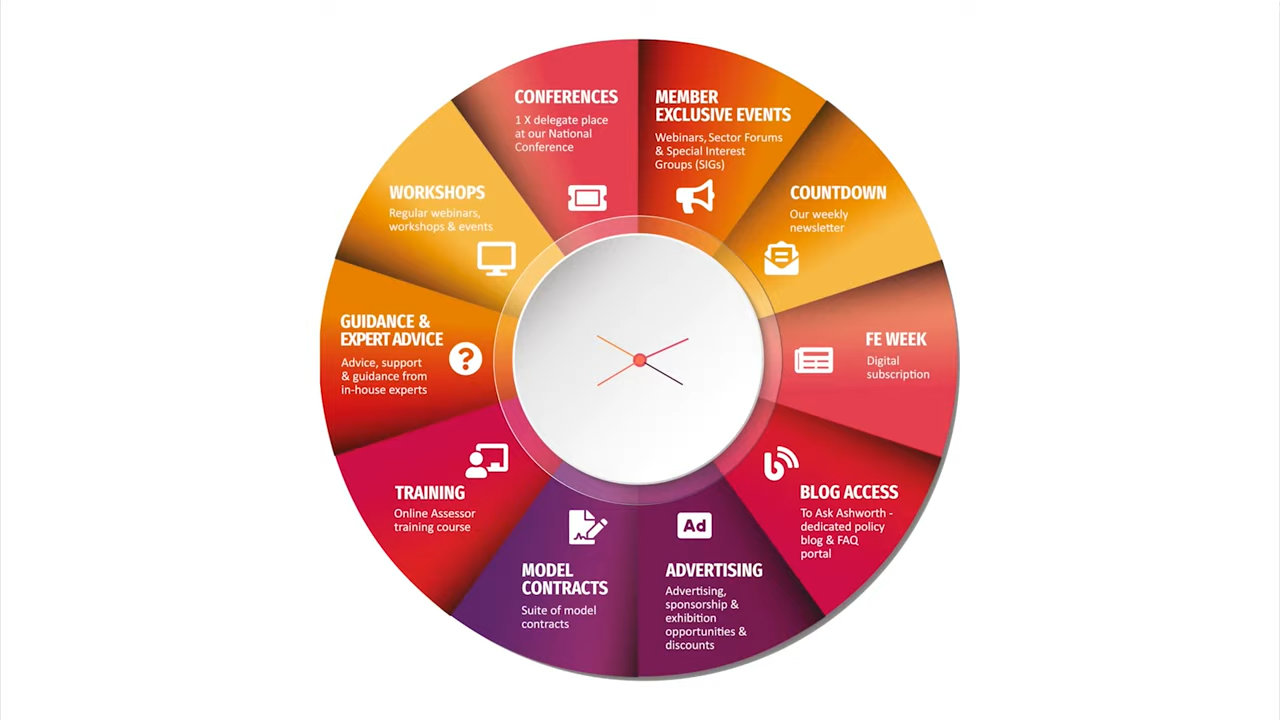 CONFERENCES
1 X delegate place
at our National
Conference
MEMBER
EXCLUSIVE EVENTS
Webinars, Sector Forums
& Special Interest
Groups (SIGs)
COUNTDOWN
Our weekly
newsletter
FE WEEK
Digital
subscription
BLOG ACCESS
To Ask Ashworth -
dedicated policy
blog & FAQ
portal
Ad
ADVERTISING
Advertising,
sponsorship &
exhibition
opportunities &
discounts
MODEL
CONTRACTS
Suite of model
contracts
TRAINING
Online Assessor
training course
GUIDANCE &
EXPERT ADVICE
?
Advice, support
& guidance from
in-house experts
WORKSHOPS
Regular webinars,
workshops & events